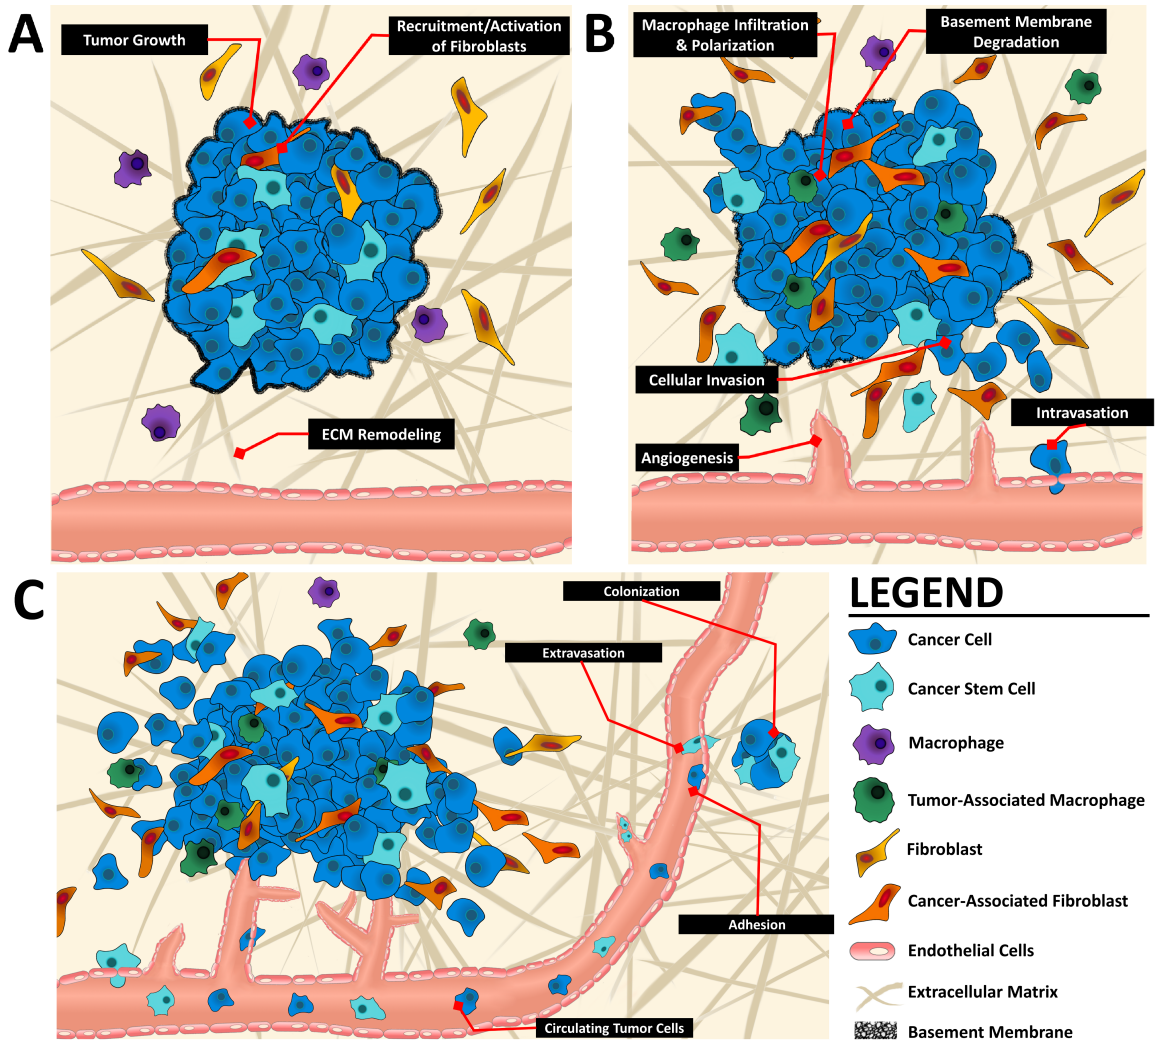 A
Tumor Growth
Recruitment/Activation
of Fibroblasts
ECM Remodeling
B
Macrophage Infiltration
& Polarization
Basement Membrane
Degradation
Cellular Invasion
Intravasation
Angiogenesis
C
Colonization
Extravasation
Adhesion
Circulating Tumor Cells
LEGEND
Cancer Cell
Cancer Stem Cell
Macrophage
Tumor-Associated Macrophage
Fibroblast
Cancer-Associated Fibroblast
Endothelial Cells
Extracellular Matrix
Basement Membrane